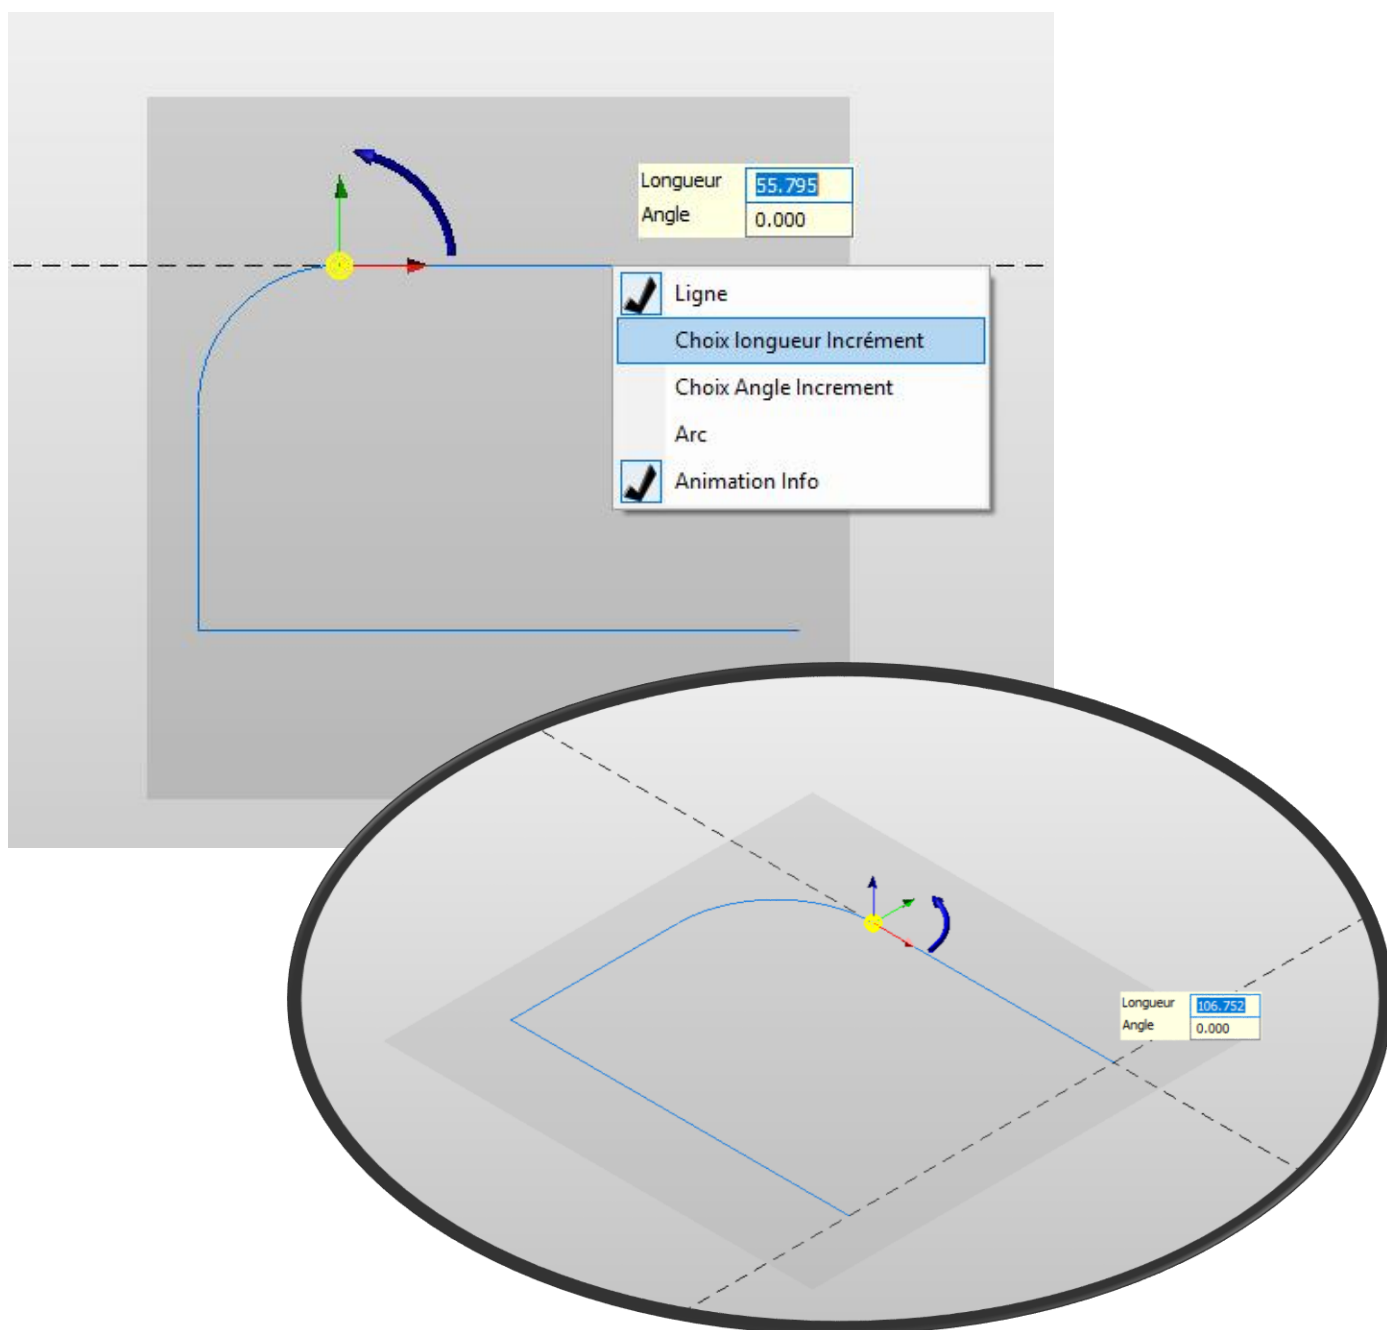 Longueur 55.795
Angle 0.000
Ligne
Choix longueur Incrément
Choix Angle Increment
Arc
Animation Info
Longueur 106.752
Angle 0.000